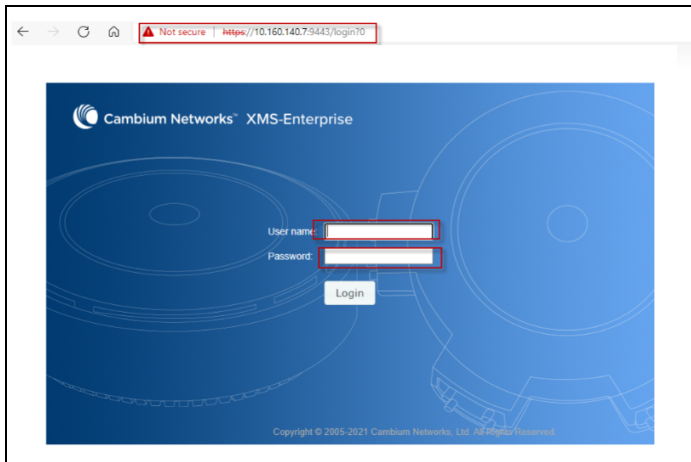 Not secure | https://10.160.140.7:9443/login?0
Cambium Networks™ XMS-Enterprise
User name:
Password:
Login
Copyright © 2005-2021 Cambium Networks, Ltd. All Rights Reserved.